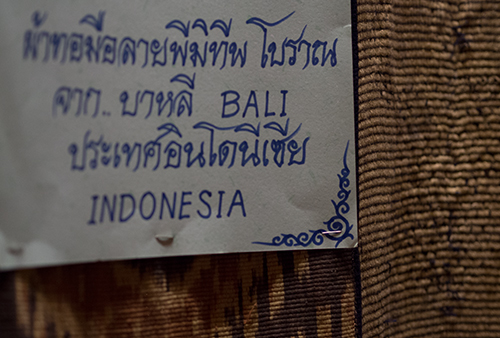 ผ้าทอมือลายพิมีทีพ โบราณ
จาก.. บาหลี BALI
ประเทศอินโดนีเซีย
INDONESIA